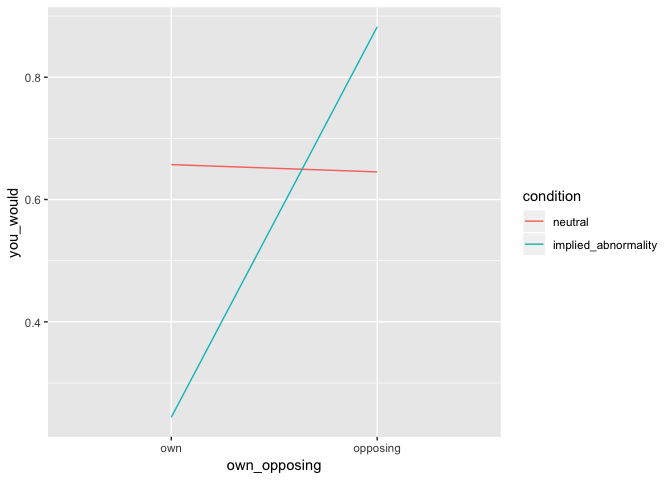 you_would
0.8
0.6
0.4
own
opposing
own_opposing
condition
neutral
implied_abnormality